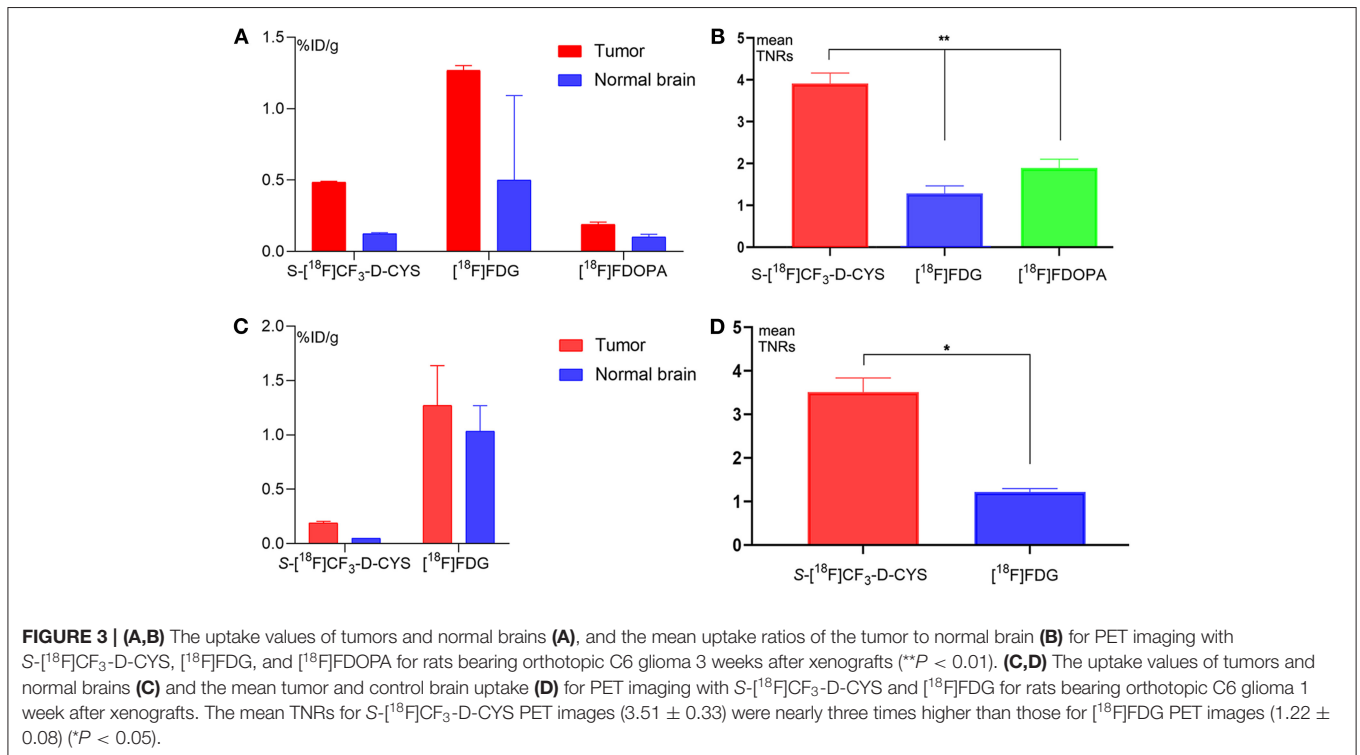 A
%ID/g
1.5
1.0
0.5
0.0
Tumor
Normal brain
S-[¹⁸F]CF₃-D-CYS [¹⁸F]FDG [¹⁸F]FDOPA
B
mean
TNRs
5
4
3
2
1
0
**
S-[¹⁸F]CF₃-D-CYS [¹⁸F]FDG [¹⁸F]FDOPA
C
%ID/g
2.0
1.5
1.0
0.5
0.0
Tumor
Normal brain
S-[¹⁸F]CF₃-D-CYS [¹⁸F]FDG
D
mean
TNRs
5
4
3
2
1
0
*
S-[¹⁸F]CF₃-D-CYS [¹⁸F]FDG
FIGURE 3 | (A,B) The uptake values of tumors and normal brains (A), and the mean uptake ratios of the tumor to normal brain (B) for PET imaging with
S-[¹⁸F]CF₃-D-CYS, [¹⁸F]FDG, and [¹⁸F]FDOPA for rats bearing orthotopic C6 glioma 3 weeks after xenografts (**P < 0.01). (C,D) The uptake values of tumors and
normal brains (C) and the mean tumor and control brain uptake (D) for PET imaging with S-[¹⁸F]CF₃-D-CYS and [¹⁸F]FDG for rats bearing orthotopic C6 glioma 1
week after xenografts. The mean TNRs for S-[¹⁸F]CF₃-D-CYS PET images (3.51 ± 0.33) were nearly three times higher than those for [¹⁸F]FDG PET images (1.22 ±
0.08) (*P < 0.05).